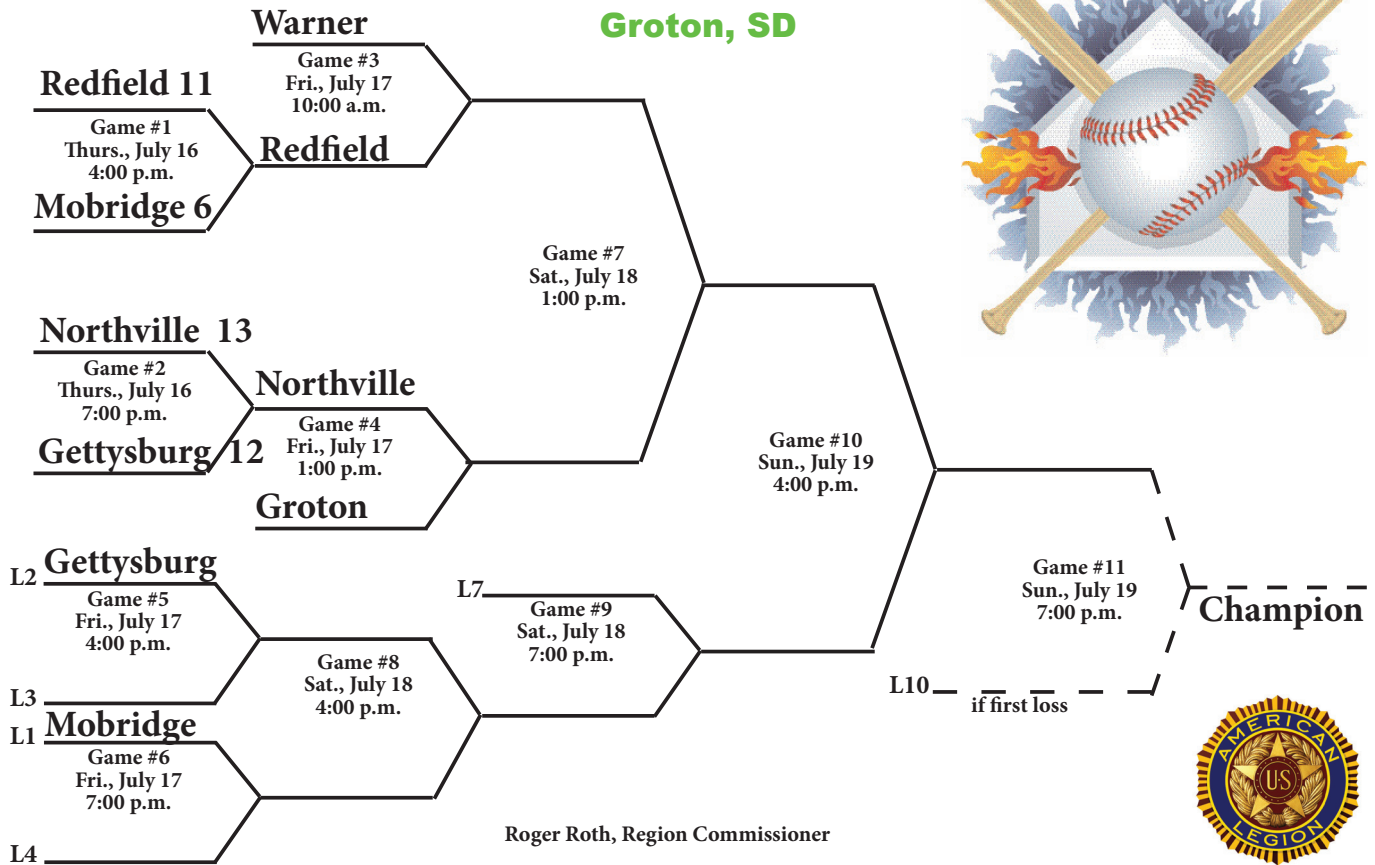 Groton, SD
Warner
Game #3
Fri., July 17
10:00 a.m.
Redfield 11
Game #1
Thurs., July 16
4:00 p.m.
Redfield
Mobridge 6
Game #7
Sat., July 18
1:00 p.m.
Northville 13
Game #2
Thurs., July 16
7:00 p.m.
Northville
Gettysburg 12
Game #4
Fri., July 17
1:00 p.m.
Groton
Game #10
Sun., July 19
4:00 p.m.
L2 Gettysburg
Game #5
Fri., July 17
4:00 p.m.
L3
Game #8
Sat., July 18
4:00 p.m.
L7
Game #9
Sat., July 18
7:00 p.m.
Game #11
Sun., July 19
7:00 p.m.
Champion
L10
if first loss
L1 Mobridge
Game #6
Fri., July 17
7:00 p.m.
L4
Roger Roth, Region Commissioner
AMERICAN
U·S
LEGION